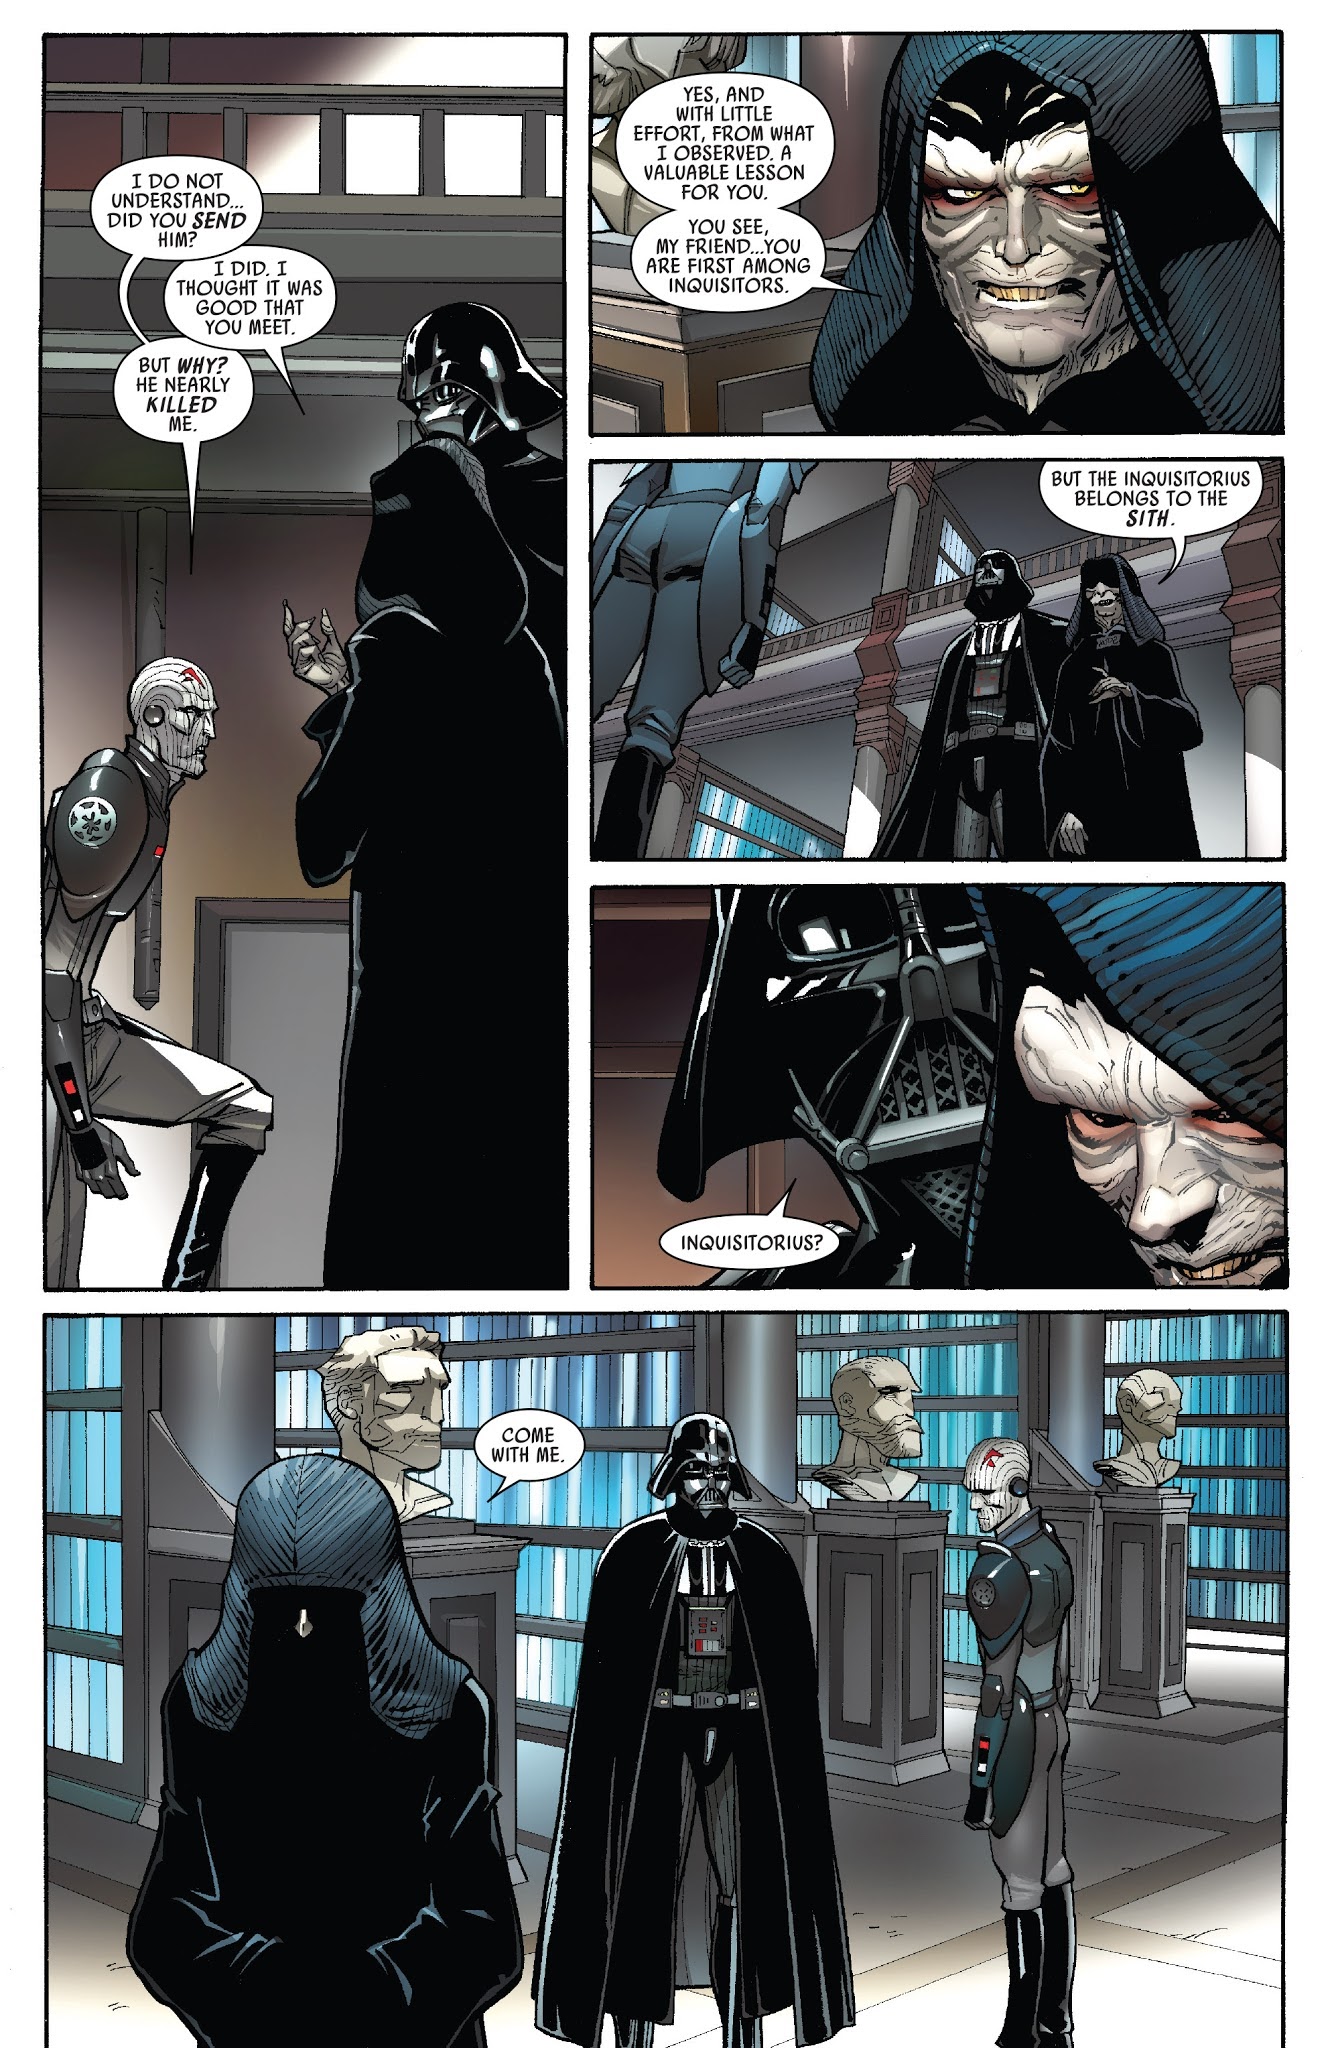 I DO NOT
UNDERSTAND...
DID YOU SEND
HIM?
I DID. I
THOUGHT IT WAS
GOOD THAT
YOU MEET.
BUT WHY?
HE NEARLY
KILLED
ME.
YES, AND
WITH LITTLE
EFFORT, FROM WHAT
I OBSERVED. A
VALUABLE LESSON
FOR YOU.
YOU SEE,
MY FRIEND...YOU
ARE FIRST AMONG
INQUISITORS.
BUT THE INQUISITORIUS
BELONGS TO THE
SITH.
INQUISITORIUS?
COME
WITH ME.